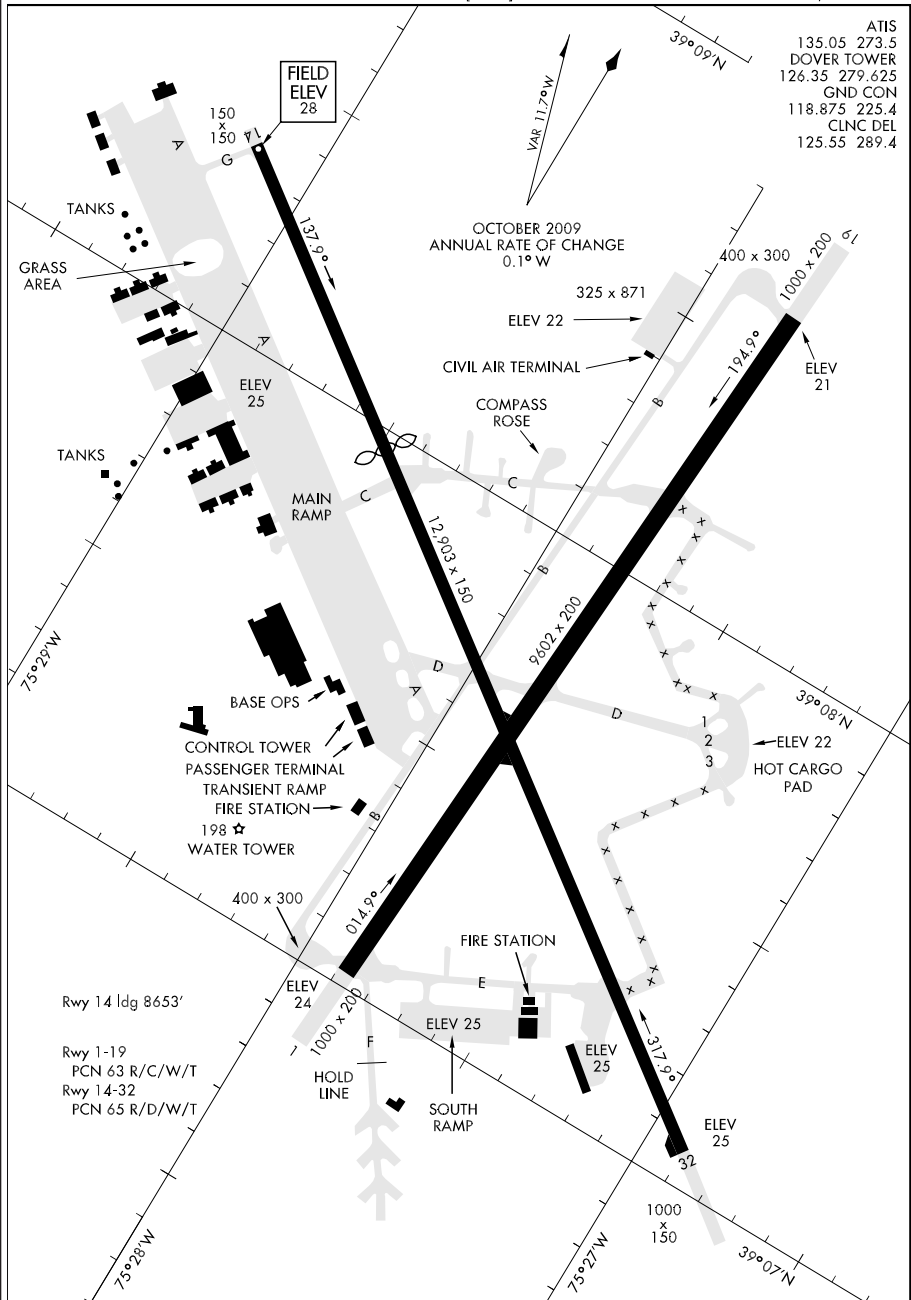 ATIS
135.05 273.5
DOVER TOWER
126.35 279.625
GND CON
118.875 225.4
CLNC DEL
125.55 289.4
39°09'N
FIELD
ELEV
28
150
x
150
14
A
G
VAR 11.7°W
OCTOBER 2009
ANNUAL RATE OF CHANGE
0.1° W
TANKS
137.9°
GRASS
AREA
19
1000 x 200
400 x 300
325 x 871
ELEV 22
CIVIL AIR TERMINAL
194.9°
ELEV
21
A
ELEV
25
B
COMPASS
ROSE
TANKS
MAIN
RAMP
C
C
12,903 x 150
B
9602 x 200
75°29'W
D
A
D
39°08'N
BASE OPS
CONTROL TOWER
PASSENGER TERMINAL
TRANSIENT RAMP
FIRE STATION
198
WATER TOWER
B
1
2
3
ELEV 22
HOT CARGO
PAD
400 x 300
014.9°
FIRE STATION
ELEV
24
E
1000 x 200
1
ELEV 25
F
HOLD
LINE
SOUTH
RAMP
ELEV
25
317.9°
Rwy 14 ldg 8653'
Rwy 1-19
PCN 63 R/C/W/T
Rwy 14-32
PCN 65 R/D/W/T
ELEV
25
32
1000
x
150
75°28'W
75°27'W
39°07'N